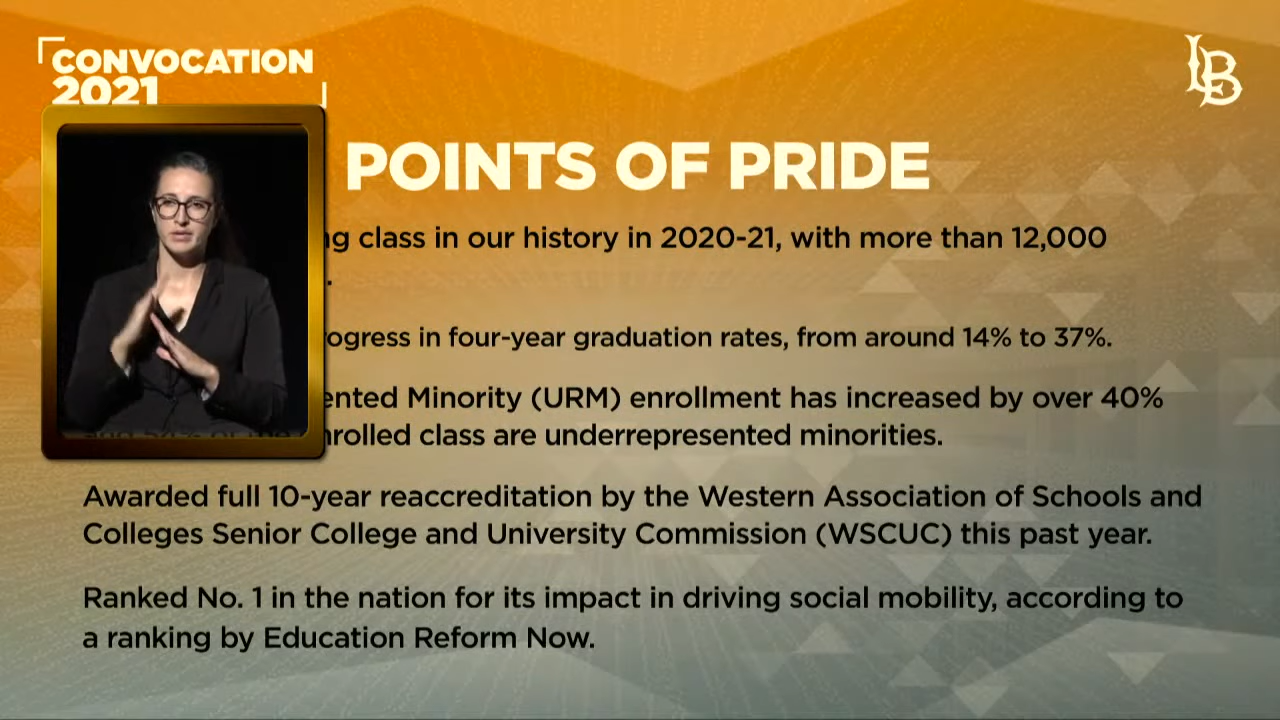 CONVOCATION
2021
LB
POINTS OF PRIDE
ng class in our history in 2020-21, with more than 12,000
.
rogress in four-year graduation rates, from around 14% to 37%.
ented Minority (URM) enrollment has increased by over 40%
nrolled class are underrepresented minorities.
Awarded full 10-year reaccreditation by the Western Association of Schools and
Colleges Senior College and University Commission (WSCUC) this past year.
Ranked No. 1 in the nation for its impact in driving social mobility, according to
a ranking by Education Reform Now.